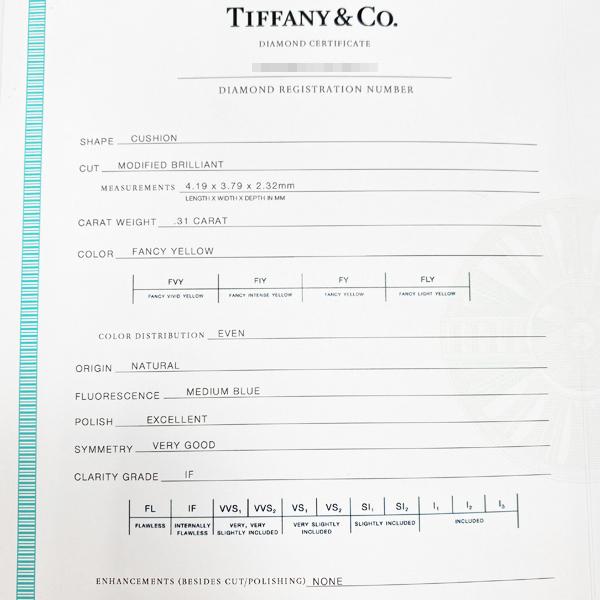 TIFFANY & CO.
DIAMOND CERTIFICATE
DIAMOND REGISTRATION NUMBER
SHAPE CUSHION
CUT MODIFIED BRILLIANT
MEASUREMENTS 4.19 x 3.79 x 2.32mm
LENGTH X WIDTH X DEPTH IN MM
CARAT WEIGHT .31 CARAT
COLOR FANCY YELLOW
FVY FIY FY FLY
FANCY VIVID YELLOW FANCY INTENSE YELLOW FANCY YELLOW FANCY LIGHT YELLOW
COLOR DISTRIBUTION EVEN
ORIGIN NATURAL
FLUORESCENCE MEDIUM BLUE
POLISH EXCELLENT
SYMMETRY VERY GOOD
CLARITY GRADE IF
FL IF VVS1 VVS2 VS1 VS2 SI1 SI2 I1 I2 I3
FLAWLESS INTERNALLY FLAWLESS VERY, VERY SLIGHTLY INCLUDED VERY SLIGHTLY INCLUDED SLIGHTLY INCLUDED INCLUDED
ENHANCEMENTS (BESIDES CUT/POLISHING) NONE